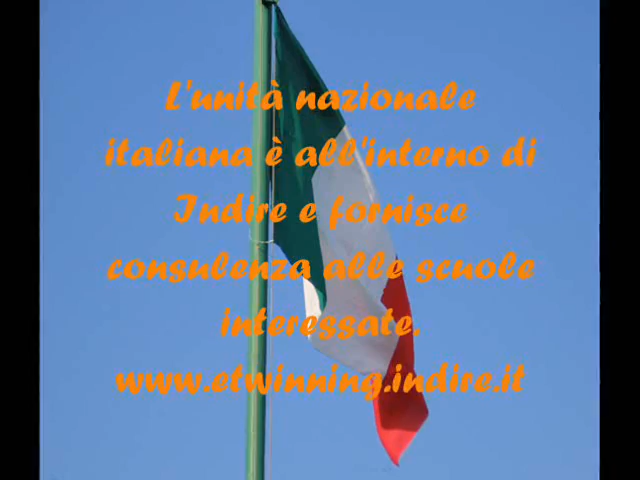 L'unità nazionale
italiana è all'interno di
Indire e fornisce
consulenza alle scuole
interessate.
www.etwinning.indire.it